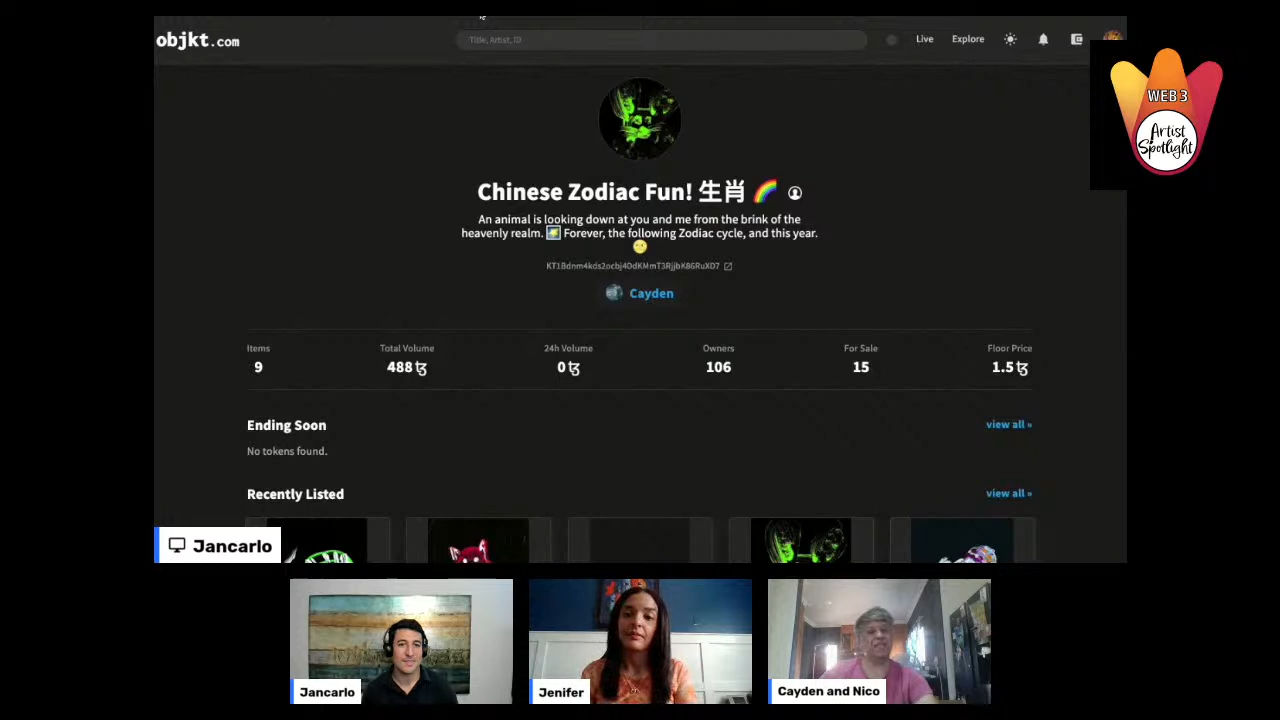 objkt.com
Title, Artist, ID
Live
Explore
WEB3
Artist
Spotlight
Chinese Zodiac Fun! 生肖 🌈
An animal is looking down at you and me from the brink of the
heavenly realm. 🌠 Forever, the following Zodiac cycle, and this year.
Cayden
Items
Total Volume
24h Volume
Owners
For Sale
Floor Price
9
488 ꜩ
0 ꜩ
106
15
1.5 ꜩ
Ending Soon
view all »
No tokens found.
Recently Listed
view all »
Jancarlo
Jancarlo
Jenifer
Cayden and Nico